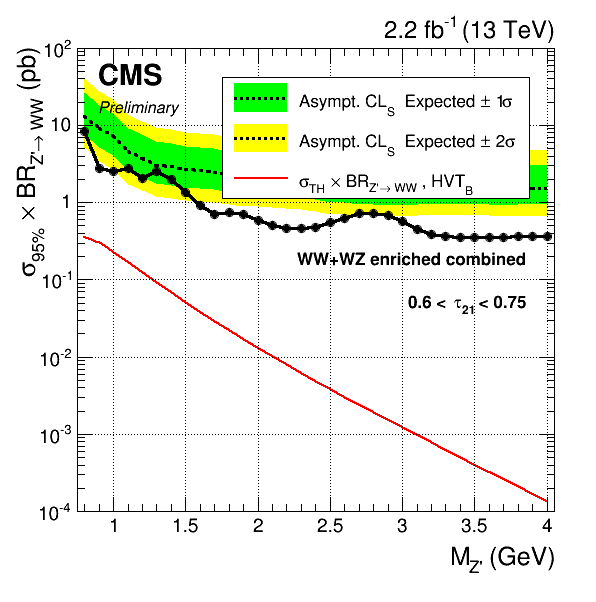 2.2 fb⁻¹ (13 TeV)
σ95% × BRZ'→ WW (pb)
10²
10
1
10⁻¹
10⁻²
10⁻³
10⁻⁴
CMS
Preliminary
Asympt. CLS Expected ± 1σ
Asympt. CLS Expected ± 2σ
σTH × BRZ'→ WW , HVTB
WW+WZ enriched combined
0.6 < τ21 < 0.75
1 1.5 2 2.5 3 3.5 4
MZ' (GeV)